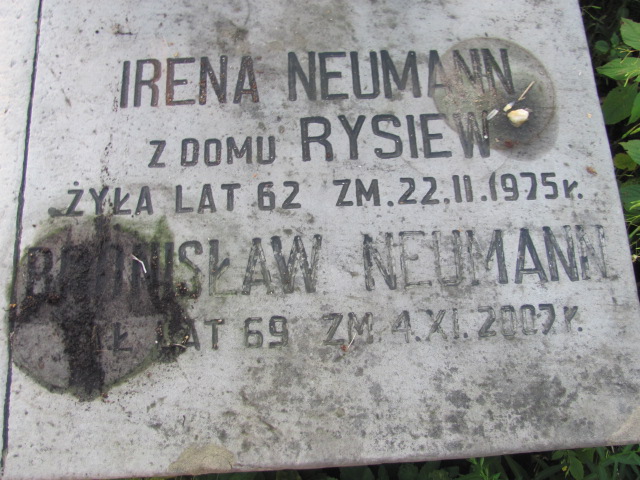 IRENA NEUMANN
Z DOMU RYSIEW
ŻYŁA LAT 62 ZM. 22.II.1975 r.
BRONISŁAW NEUMANN
LAT 69 ZM. 4.XI.2007 r.